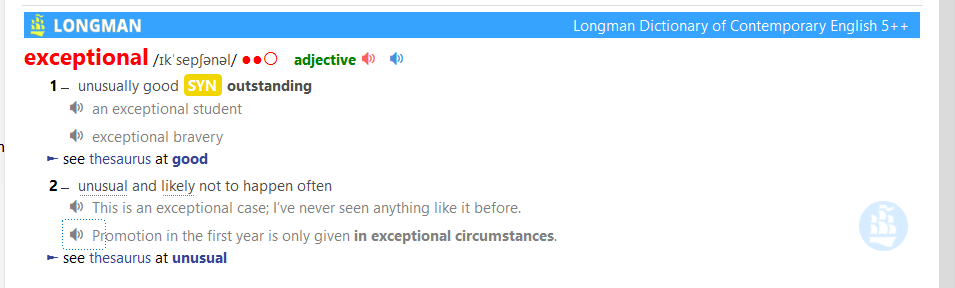 LONGMAN Longman Dictionary of Contemporary English 5++
exceptional /ɪkˈsepʃənəl/ ●●○ adjective
1 – unusually good SYN outstanding
an exceptional student
exceptional bravery
► see thesaurus at good
2 – unusual and likely not to happen often
This is an exceptional case; I’ve never seen anything like it before.
Promotion in the first year is only given in exceptional circumstances.
► see thesaurus at unusual